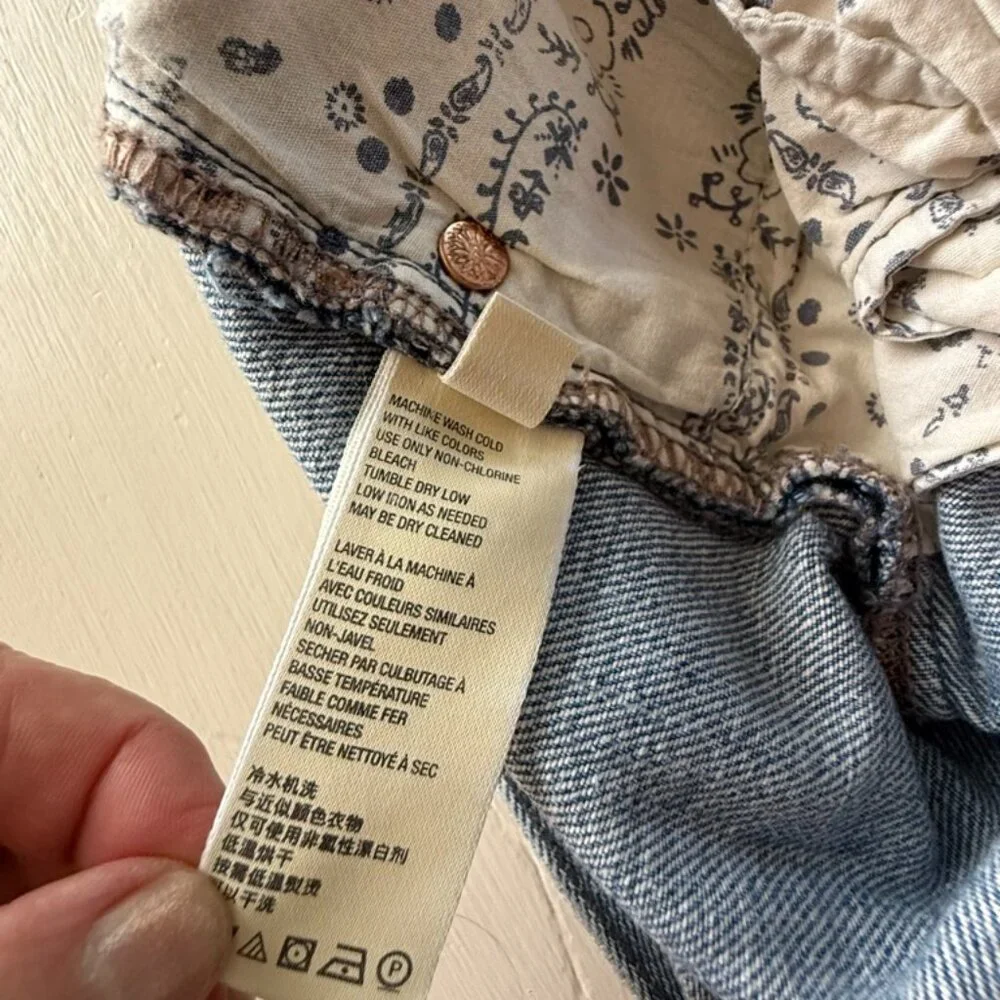 MACHINE WASH COLD
WITH LIKE COLORS
USE ONLY NON-CHLORINE
BLEACH
TUMBLE DRY LOW
LOW IRON AS NEEDED
MAY BE DRY CLEANED
LAVER À LA MACHINE À
L'EAU FROID
AVEC COULEURS SIMILAIRES
UTILISEZ SEULEMENT
NON-JAVEL
SECHER PAR CULBUTAGE À
BASSE TEMPÉRATURE
FAIBLE COMME FER
NÉCESSAIRES
PEUT ÊTRE NETTOYÉ À SEC
冷水机洗
与近似顏色衣物
仅可使用非氯性漂白剂
低温烘干
按需低温熨烫
以干洗
P